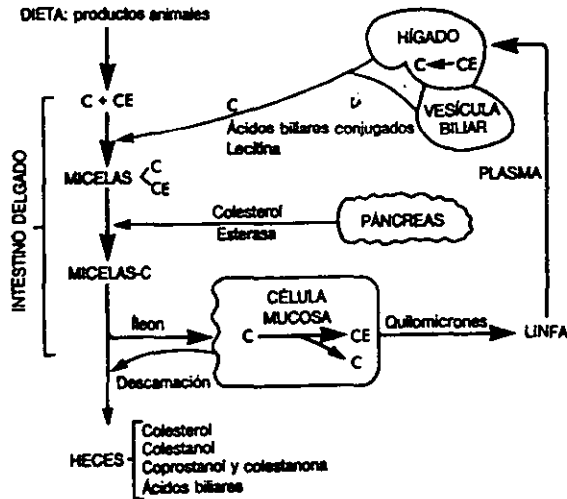 DIETA: productos animales
HÍGADO
C CE
VESÍCULA
BILIAR
C + CE
C
Ácidos biliares conjugados
Lecitina
MICELAS C
CE
PLASMA
INTESTINO DELGADO
Colesterol
Esterasa
PÁNCREAS
MICELAS-C
CÉLULA
MUCOSA
Íleon
C CE
C
Quilomicrones
LINFA
Descamación
HECES
Colesterol
Colestanol
Coprostanol y colestanona
Ácidos biliares